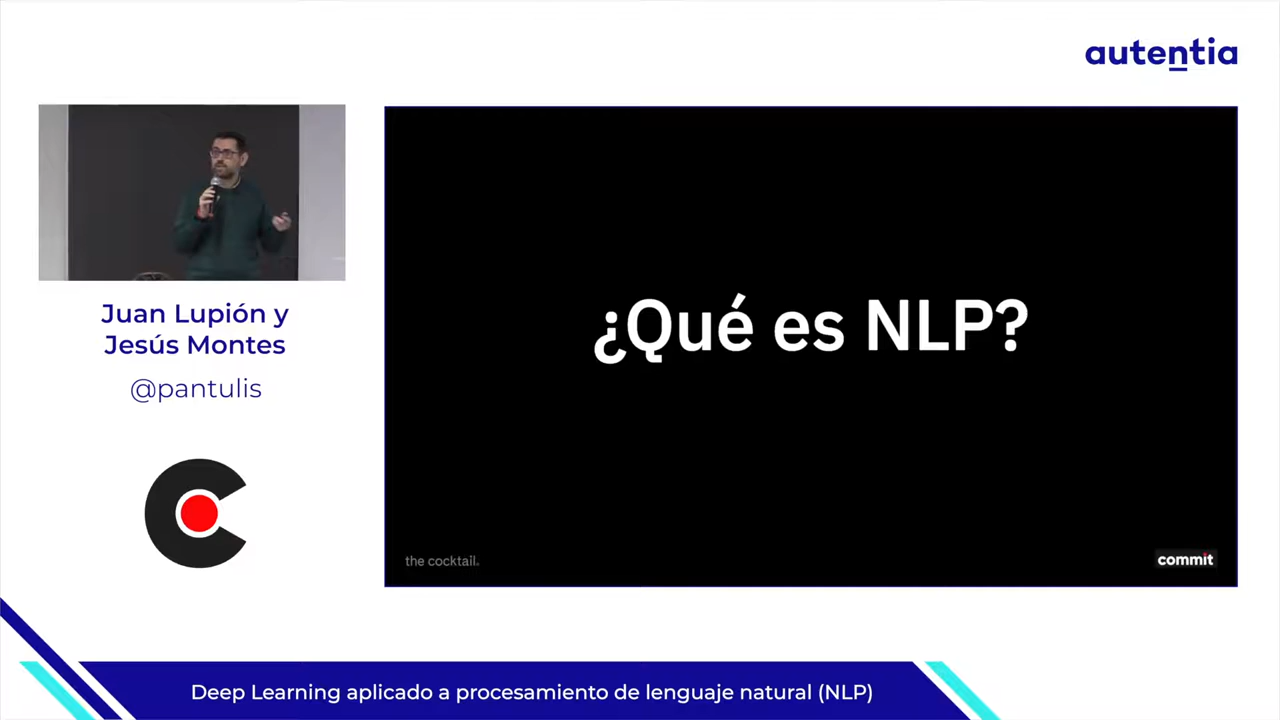 autentia
Juan Lupión y
Jesús Montes
@pantulis
¿Qué es NLP?
the cocktail.
commit
Deep Learning aplicado a procesamiento de lenguaje natural (NLP)